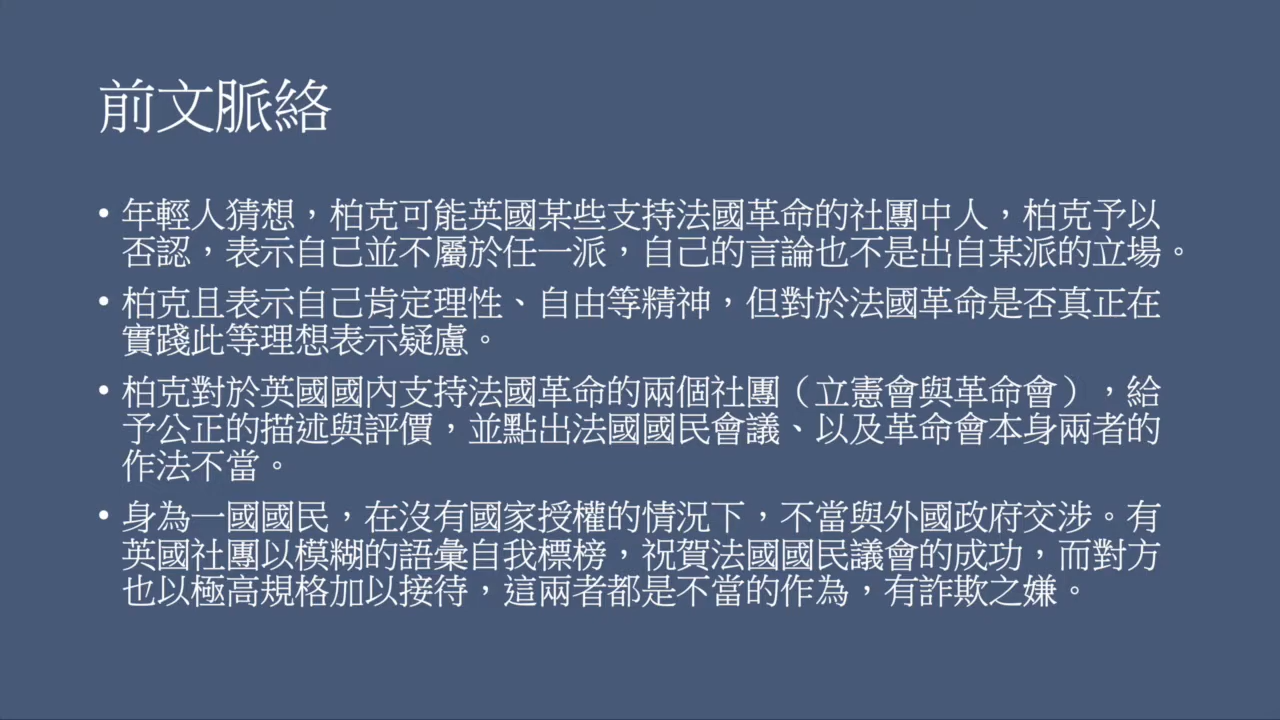 前文脈絡
• 年輕人猜想，柏克可能英國某些支持法國革命的社團中人，柏克予以
否認，表示自己並不屬於任一派，自己的言論也不是出自某派的立場。
• 柏克且表示自己肯定理性、自由等精神，但對於法國革命是否真正在
實踐此等理想表示疑慮。
• 柏克對於英國國內支持法國革命的兩個社團（立憲會與革命會），給
予公正的描述與評價，並點出法國國民會議、以及革命會本身兩者的
作法不當。
• 身為一國國民，在沒有國家授權的情況下，不當與外國政府交涉。有
英國社團以模糊的語彙自我標榜，祝賀法國國民議會的成功，而對方
也以極高規格加以接待，這兩者都是不當的作為，有詐欺之嫌。